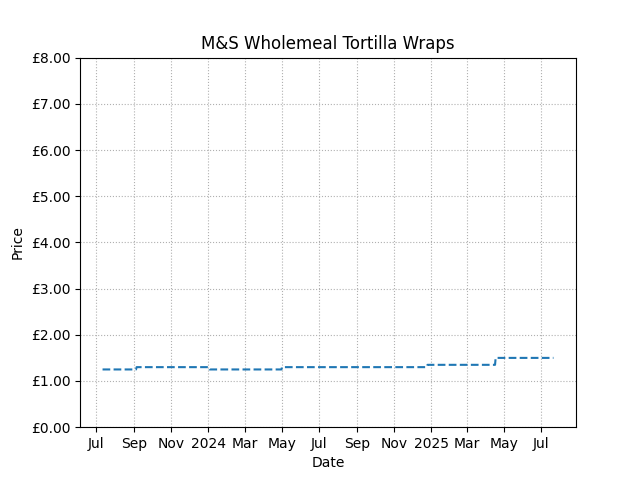 M&S Wholemeal Tortilla Wraps
£8.00
£7.00
£6.00
£5.00
£4.00
£3.00
£2.00
£1.00
£0.00
Price
Jul Sep Nov 2024 Mar May Jul Sep Nov 2025 Mar May Jul
Date